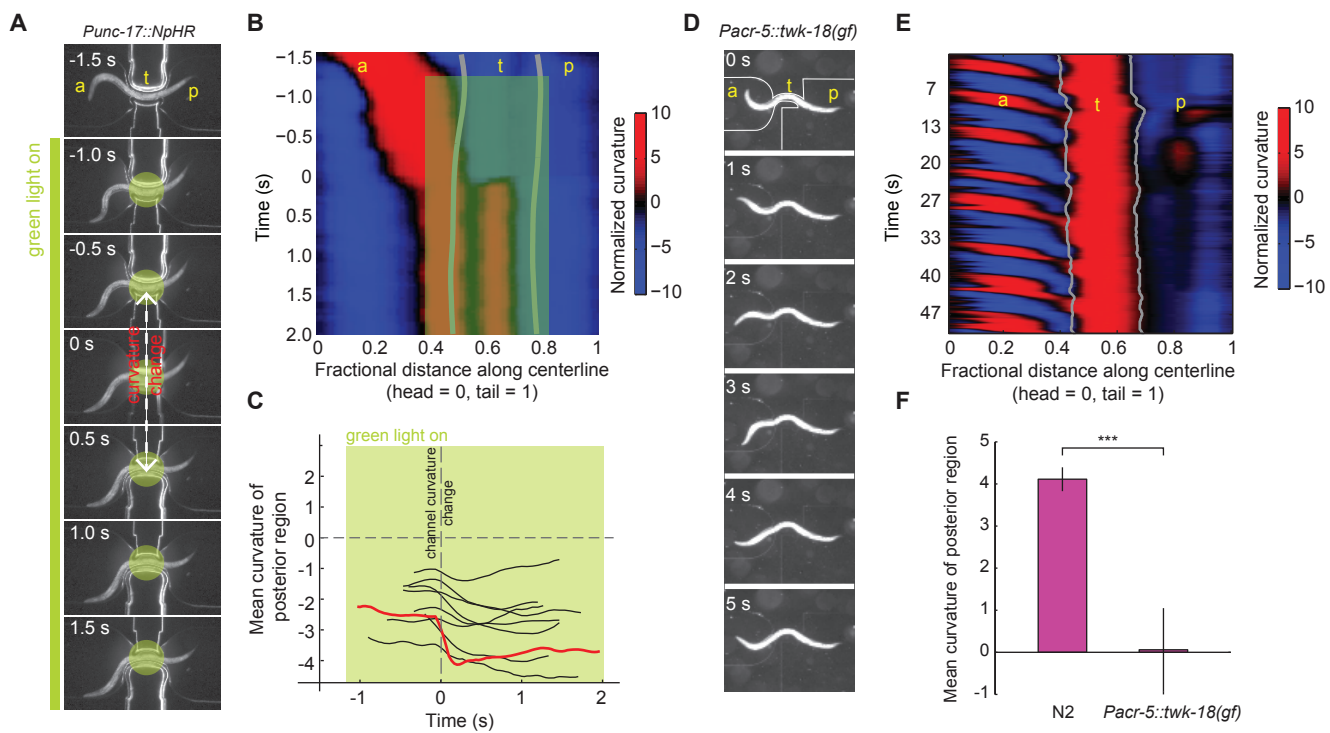 A
Punc-17::NpHR
-1.5 s
a
t
p
green light on
-1.0 s
-0.5 s
0 s
curvature
change
0.5 s
1.0 s
1.5 s
B
Time (s)
−1.5
−1.0
−0.5
0
0.5
1.0
1.5
2.0
a
t
p
0 0.2 0.4 0.6 0.8 1
Fractional distance along centerline
(head = 0, tail = 1)
10
5
0
−5
−10
Normalized curvature
C
green light on
channel curvature
change
Mean curvature of
posterior region
2
1
0
-1
-2
-3
-4
-1 0 1 2
Time (s)
D
Pacr-5::twk-18(gf)
0 s
a
t
p
1 s
2 s
3 s
4 s
5 s
E
Time (s)
7
13
20
27
33
40
47
a
t
p
0 0.2 0.4 0.6 0.8 1
Fractional distance along centerline
(head = 0, tail = 1)
10
5
0
−5
−10
Normalized curvature
F
Mean curvature of posterior region
5
4
3
2
4
0
-1
***
N2
Pacr-5::twk-18(gf)